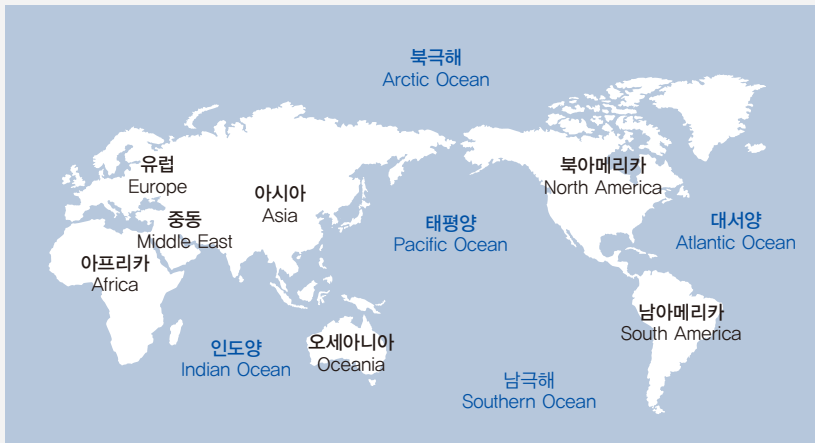 북극해
Arctic Ocean
유럽
Europe
아시아
Asia
북아메리카
North America
중동
Middle East
태평양
Pacific Ocean
대서양
Atlantic Ocean
아프리카
Africa
남아메리카
South America
인도양
Indian Ocean
오세아니아
Oceania
남극해
Southern Ocean